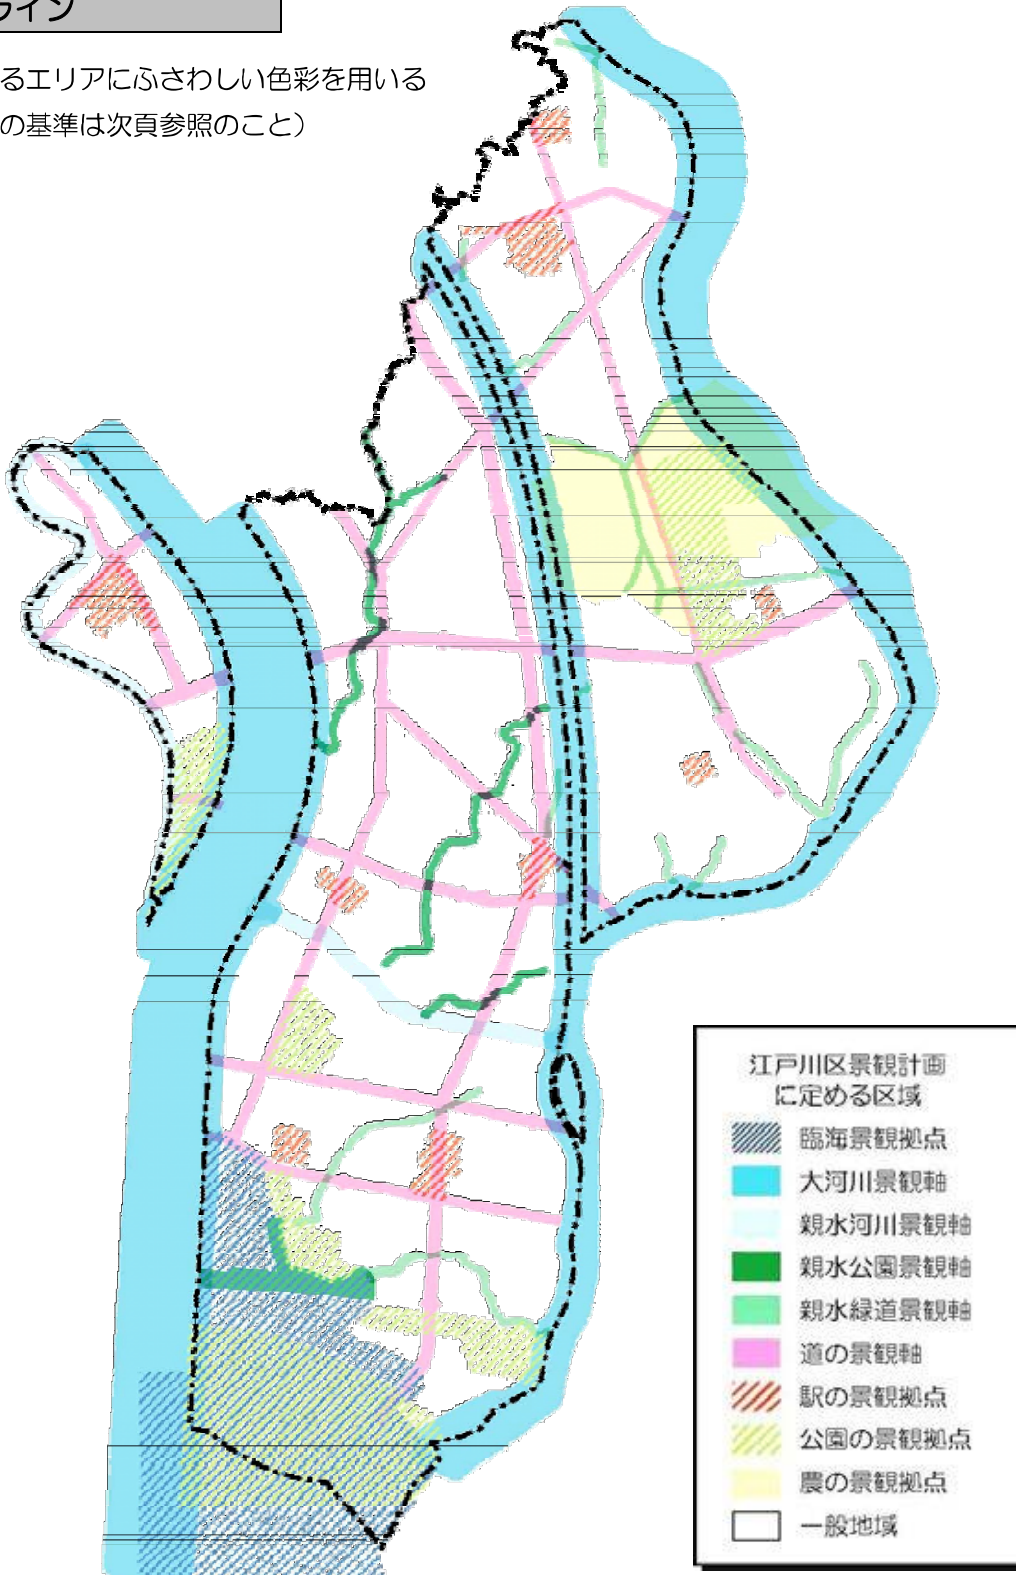 ライン
るエリアにふさわしい色彩を用いる
の基準は次頁参照のこと）
江戸川区景観計画
に定める区域
臨海景観拠点
大河川景観軸
親水河川景観軸
親水公園景観軸
親水緑道景観軸
道の景観軸
駅の景観拠点
公園の景観拠点
農の景観拠点
一般地域